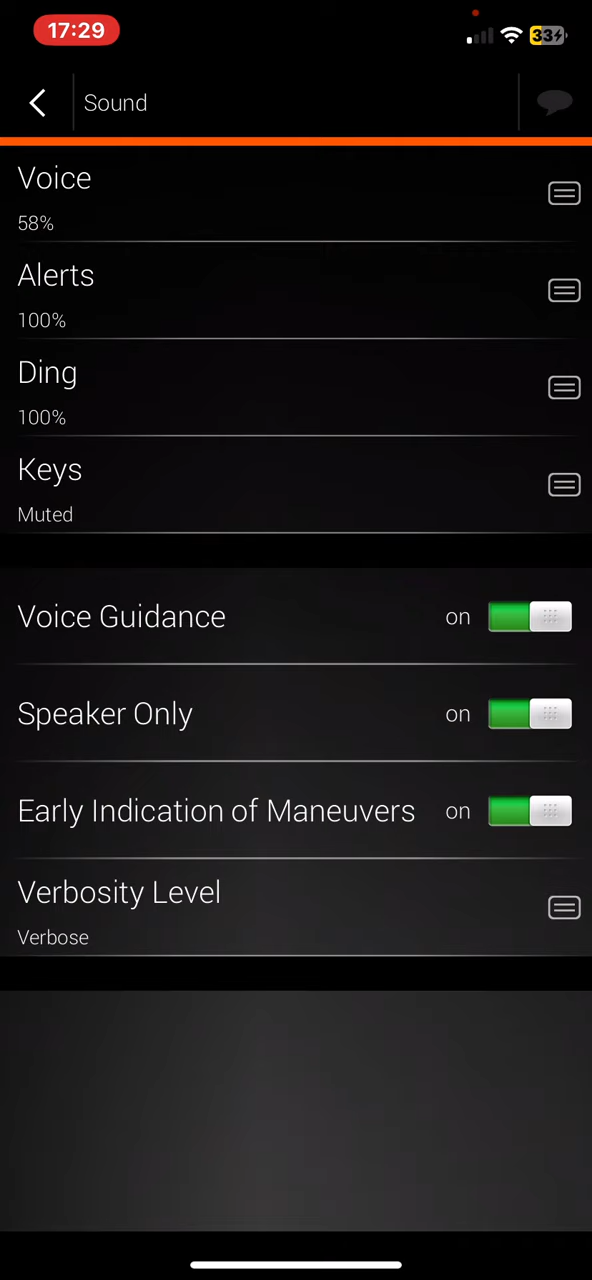 17:29
33
Sound
Voice
58%
Alerts
100%
Ding
100%
Keys
Muted
Voice Guidance on
Speaker Only on
Early Indication of Maneuvers on
Verbosity Level
Verbose